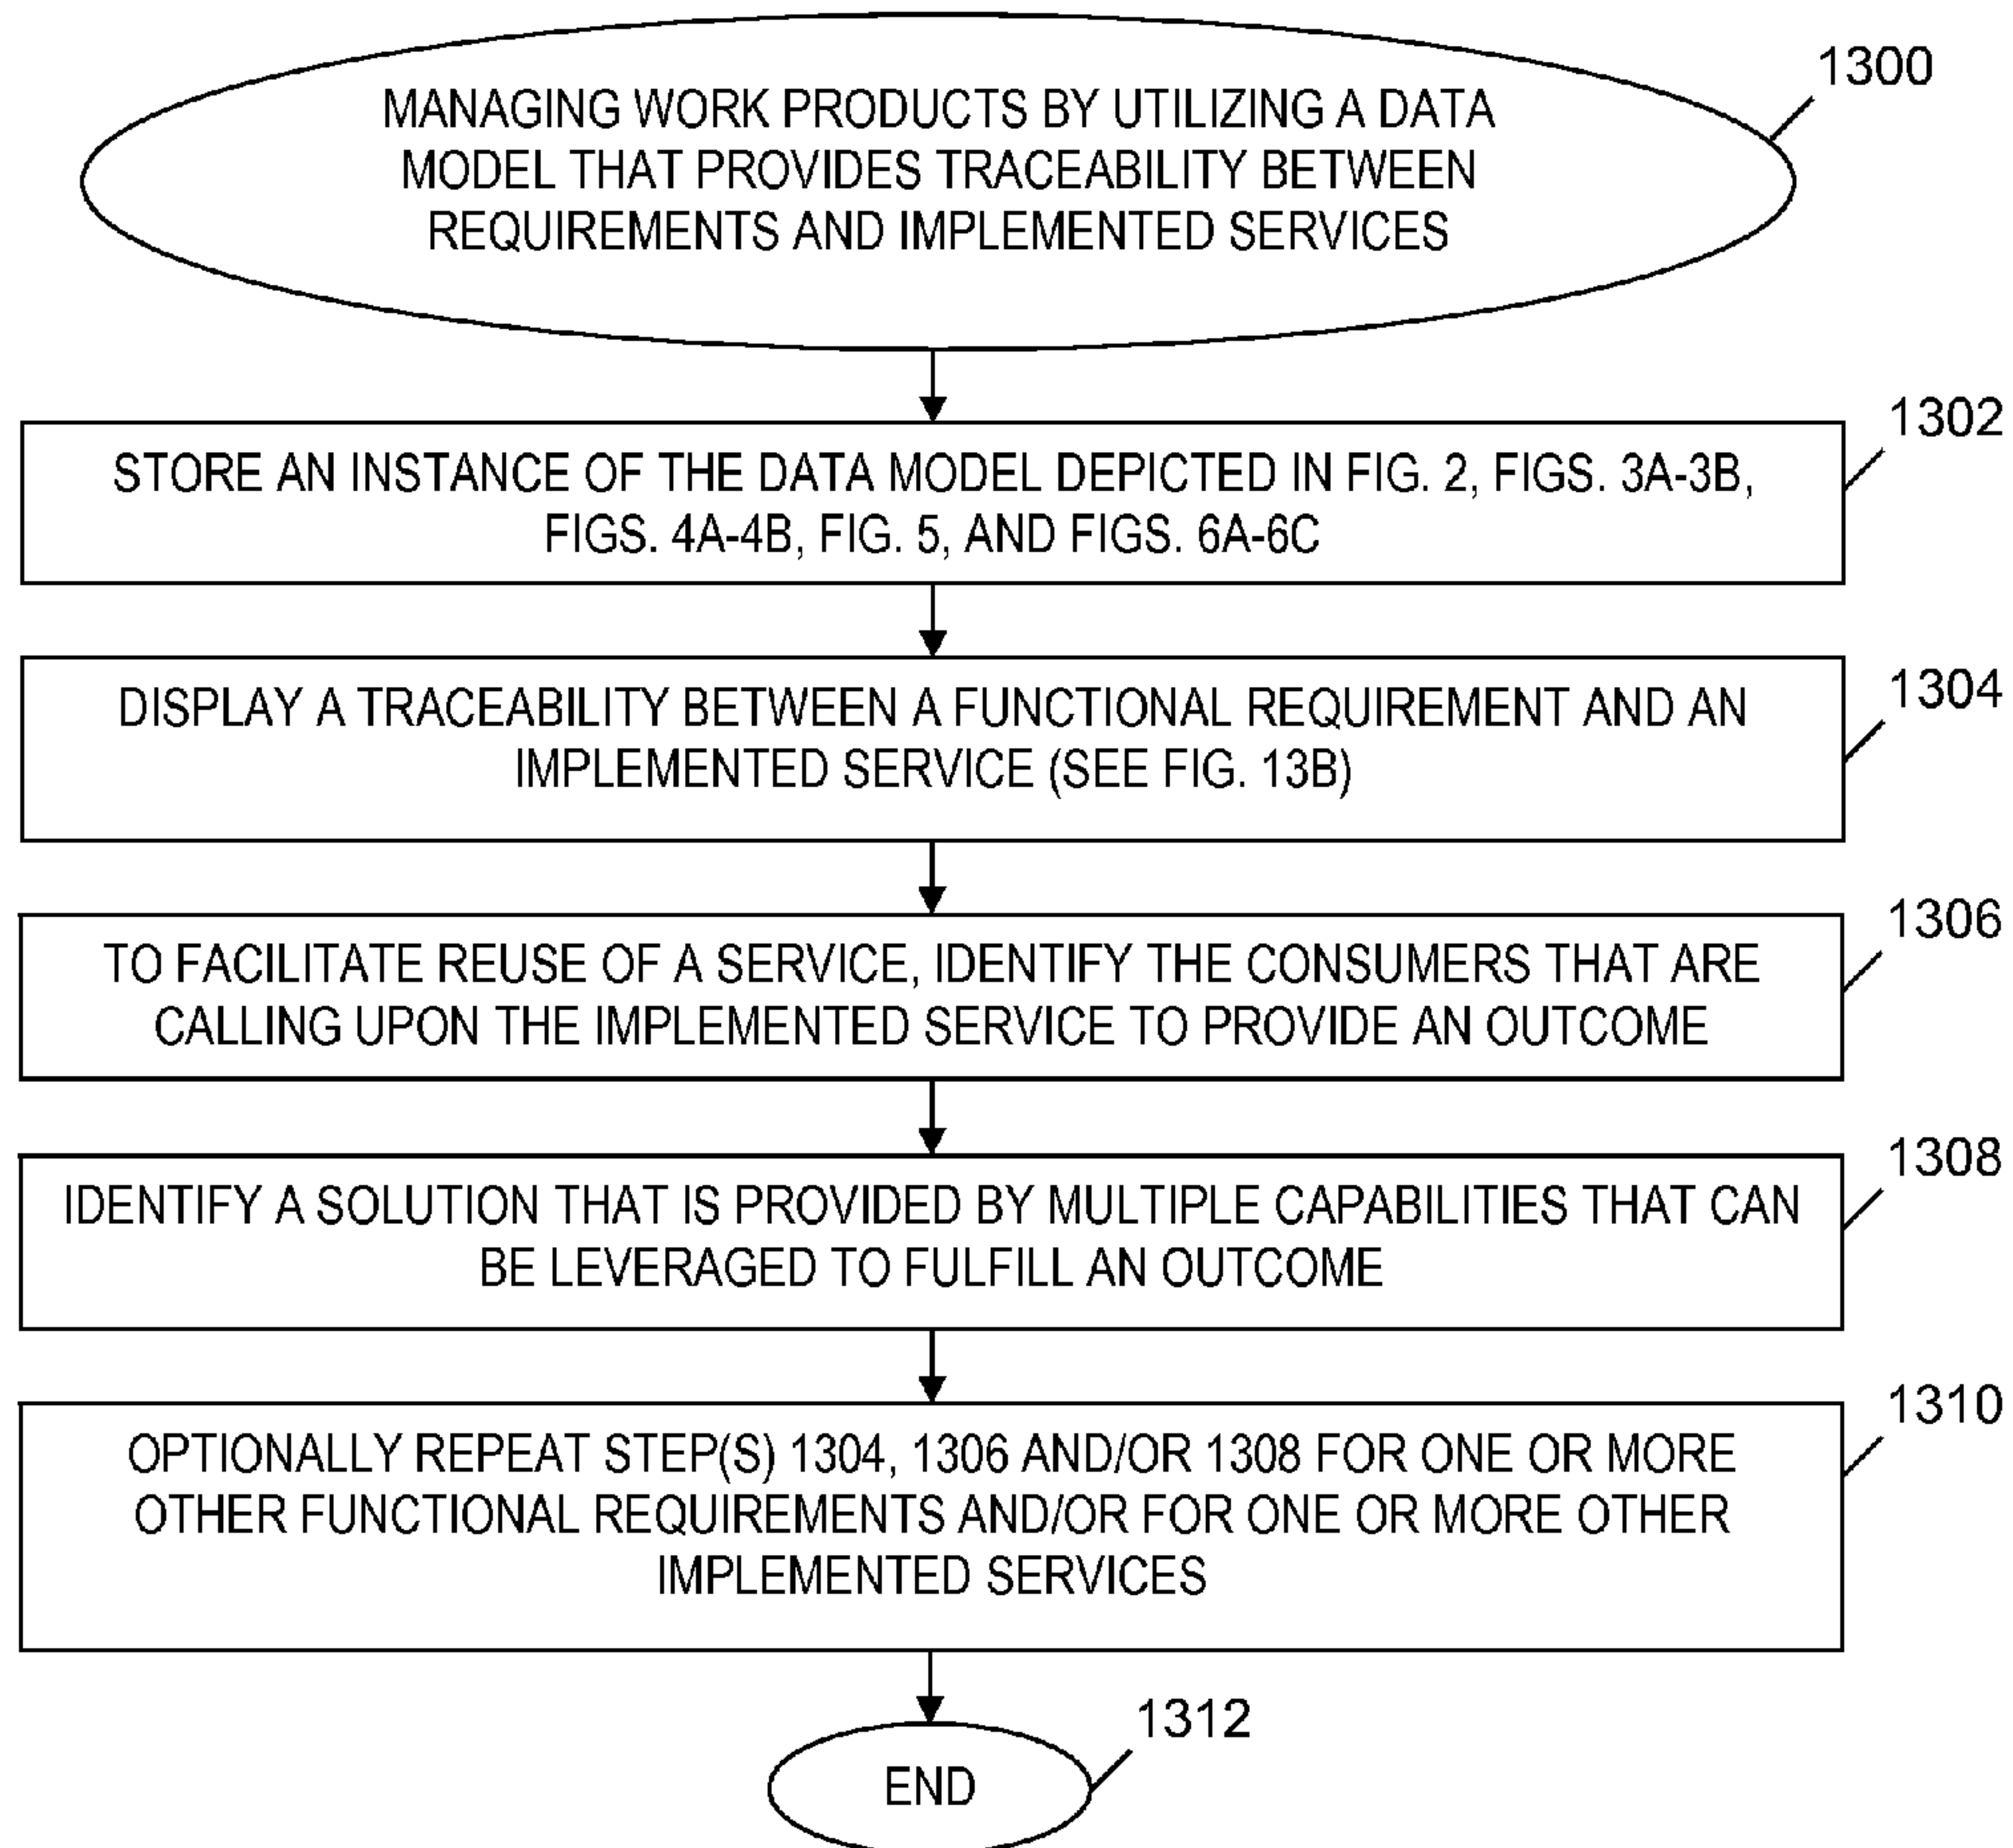 1300
MANAGING WORK PRODUCTS BY UTILIZING A DATA
MODEL THAT PROVIDES TRACEABILITY BETWEEN
REQUIREMENTS AND IMPLEMENTED SERVICES
1302
STORE AN INSTANCE OF THE DATA MODEL DEPICTED IN FIG. 2, FIGS. 3A-3B,
FIGS. 4A-4B, FIG. 5, AND FIGS. 6A-6C
1304
DISPLAY A TRACEABILITY BETWEEN A FUNCTIONAL REQUIREMENT AND AN
IMPLEMENTED SERVICE (SEE FIG. 13B)
1306
TO FACILITATE REUSE OF A SERVICE, IDENTIFY THE CONSUMERS THAT ARE
CALLING UPON THE IMPLEMENTED SERVICE TO PROVIDE AN OUTCOME
1308
IDENTIFY A SOLUTION THAT IS PROVIDED BY MULTIPLE CAPABILITIES THAT CAN
BE LEVERAGED TO FULFILL AN OUTCOME
1310
OPTIONALLY REPEAT STEP(S) 1304, 1306 AND/OR 1308 FOR ONE OR MORE
OTHER FUNCTIONAL REQUIREMENTS AND/OR FOR ONE OR MORE OTHER
IMPLEMENTED SERVICES
1312
END